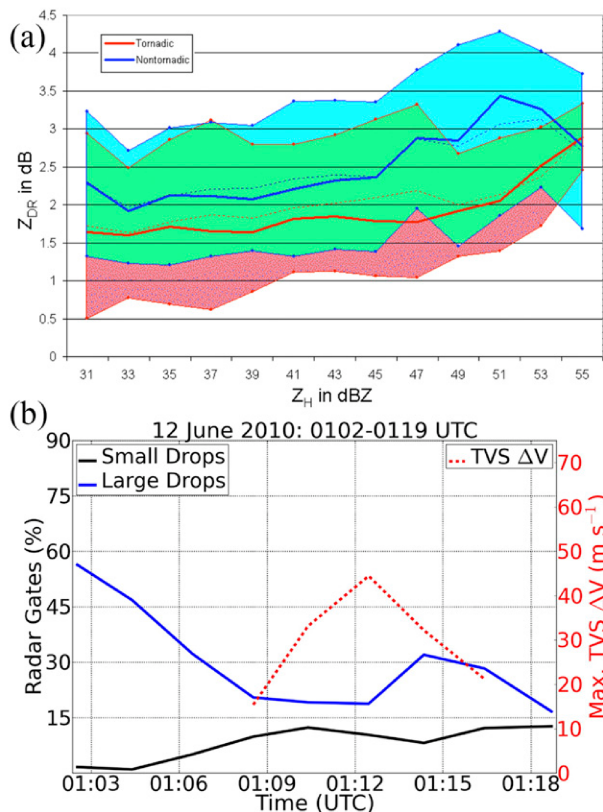 (a)
4.5
4
3.5
3
2.5
2
1.5
1
0.5
0
Z_DR in dB
Tornadic
Nontornadic
31 33 35 37 39 41 43 45 47 49 51 53 55
Z_H in dBZ
(b)
12 June 2010: 0102-0119 UTC
90
75
60
45
30
15
Radar Gates (%)
Small Drops
Large Drops
TVS ΔV
70
60
50
40
30
20
10
0
Max. TVS ΔV (m s⁻¹)
01:03 01:06 01:09 01:12 01:15 01:18
Time (UTC)